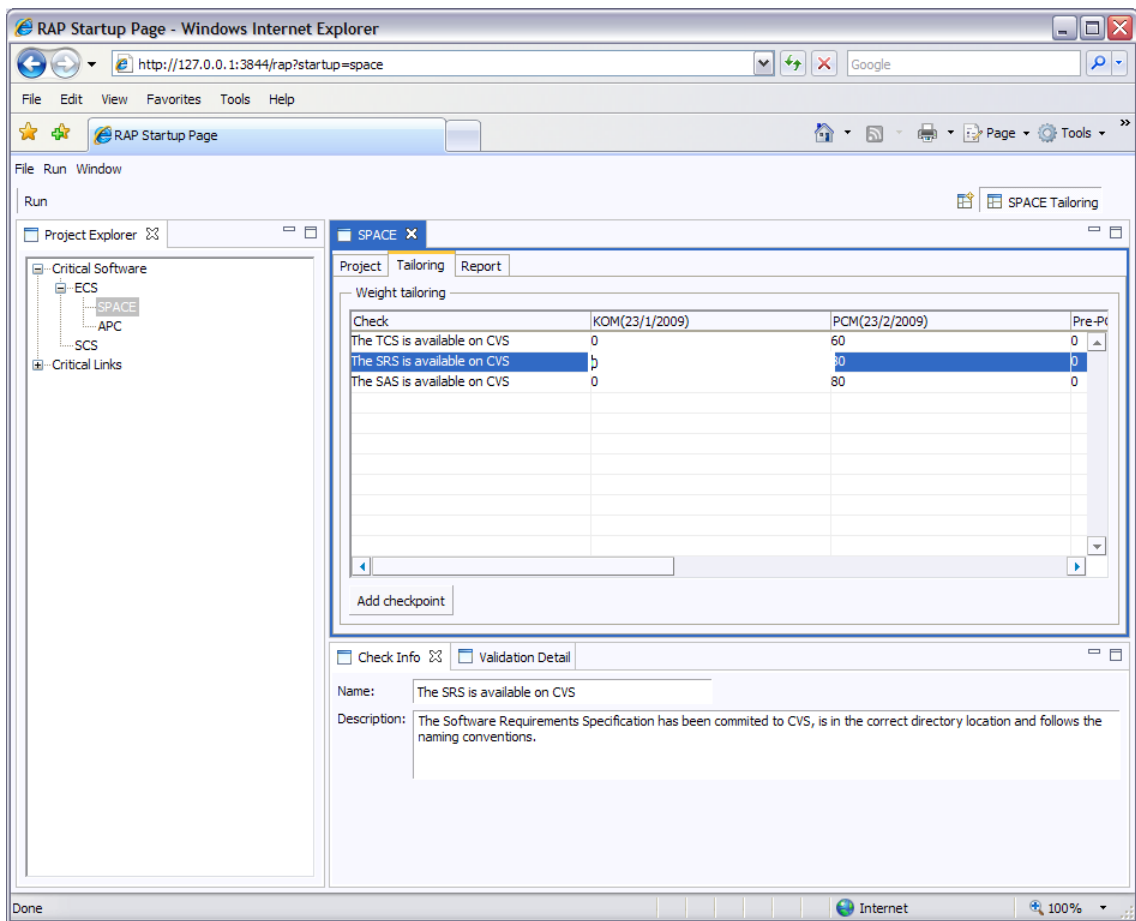 RAP Startup Page - Windows Internet Explorer
http://127.0.0.1:3844/rap?startup=space
Google
File Edit View Favorites Tools Help
RAP Startup Page
Page Tools »
File Run Window
Run
SPACE Tailoring
Project Explorer
SPACE
Project Tailoring Report
Critical Software
ECS
SPACE
APC
SCS
Critical Links
Weight tailoring
Check KOM(23/1/2009) PCM(23/2/2009)
The TCS is available on CVS 0 60 0
The SRS is available on CVS 0
The SAS is available on CVS 0 80 0
Add checkpoint
Check Info Validation Detail
Name: The SRS is available on CVS
Description: The Software Requirements Specification has been commited to CVS, is in the correct directory location and follows the
naming conventions.
Done Internet 100%